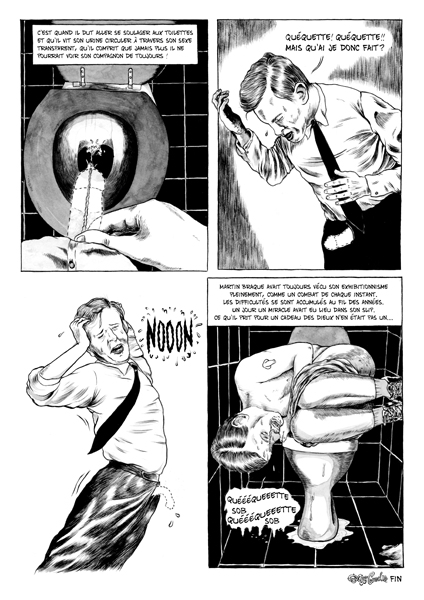 C'EST QUAND IL DUT ALLER SE SOULAGER AUX TOILETTES
ET QU'IL VIT SON URINE CIRCULER À TRAVERS SON SEXE
TRANSPARENT, QU'IL COMPRIT QUE JAMAIS PLUS IL NE
POURRAIT VOIR SON COMPAGNON DE TOUJOURS !
QUÉQUETTE! QUÉQUETTE!!
MAIS QU'AI JE DONC FAIT?
NOOON
MARTIN BRAQUE AVAIT TOUJOURS VÉCU SON EXHIBITIONNISME
PLEINEMENT, COMME UN COMBAT DE CHAQUE INSTANT.
LES DIFFICULTÉS SE SONT ACCUMULÉS AU FIL DES ANNÉES.
UN JOUR UN MIRACLE AVAIT EU LIEU DANS SON SLIP,
CE QU'IL PRIT POUR UN CADEAU DES DIEUX N'EN ÉTAIT PAS UN....
QUÉÉÉQUEEEETTE
SOB
QUÉÉÉÉQUEEETTE
SOB
FIN